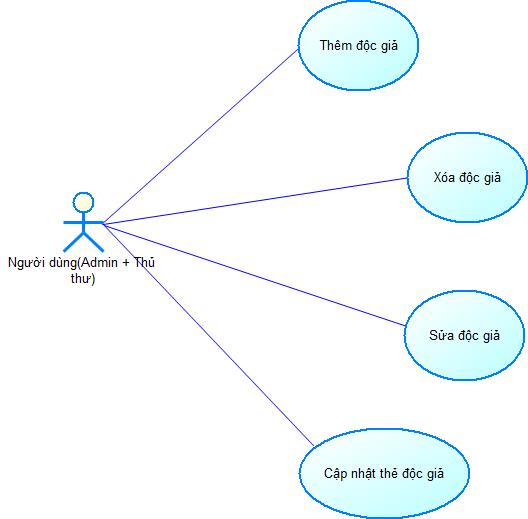 Thêm độc giả
Xóa độc giả
Người dùng(Admin + Thủ
thư)
Sửa độc giả
Cập nhật thẻ độc giả